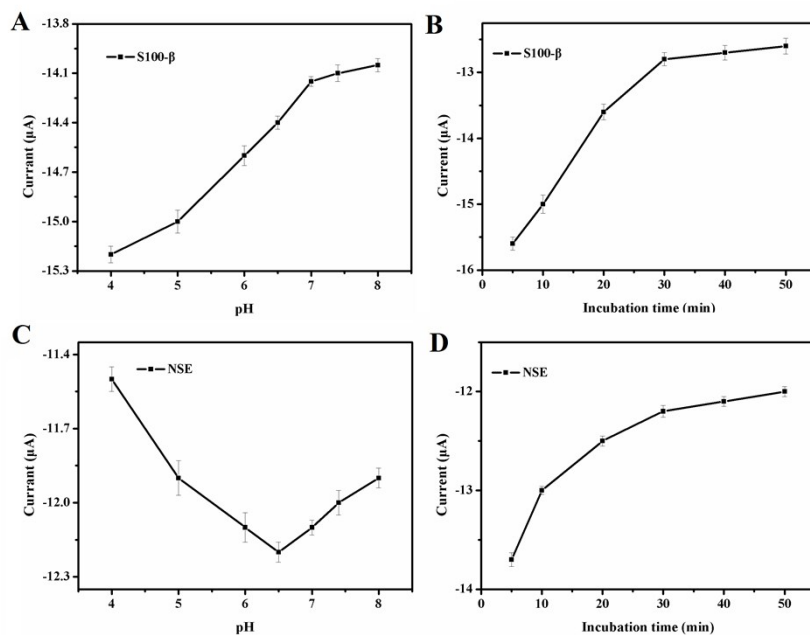 A
S100-β
Currant (μA)
-13.8
-14.1
-14.4
-14.7
-15.0
-15.3
4 5 6 7 8
pH
B
S100-β
Current (μA)
-13
-14
-15
-16
0 10 20 30 40 50
Incubation time (min)
C
NSE
Currant (μA)
-11.4
-11.7
-12.0
-12.3
4 5 6 7 8
pH
D
NSE
Current (μA)
-12
-13
-14
0 10 20 30 40 50
Incubation time (min)